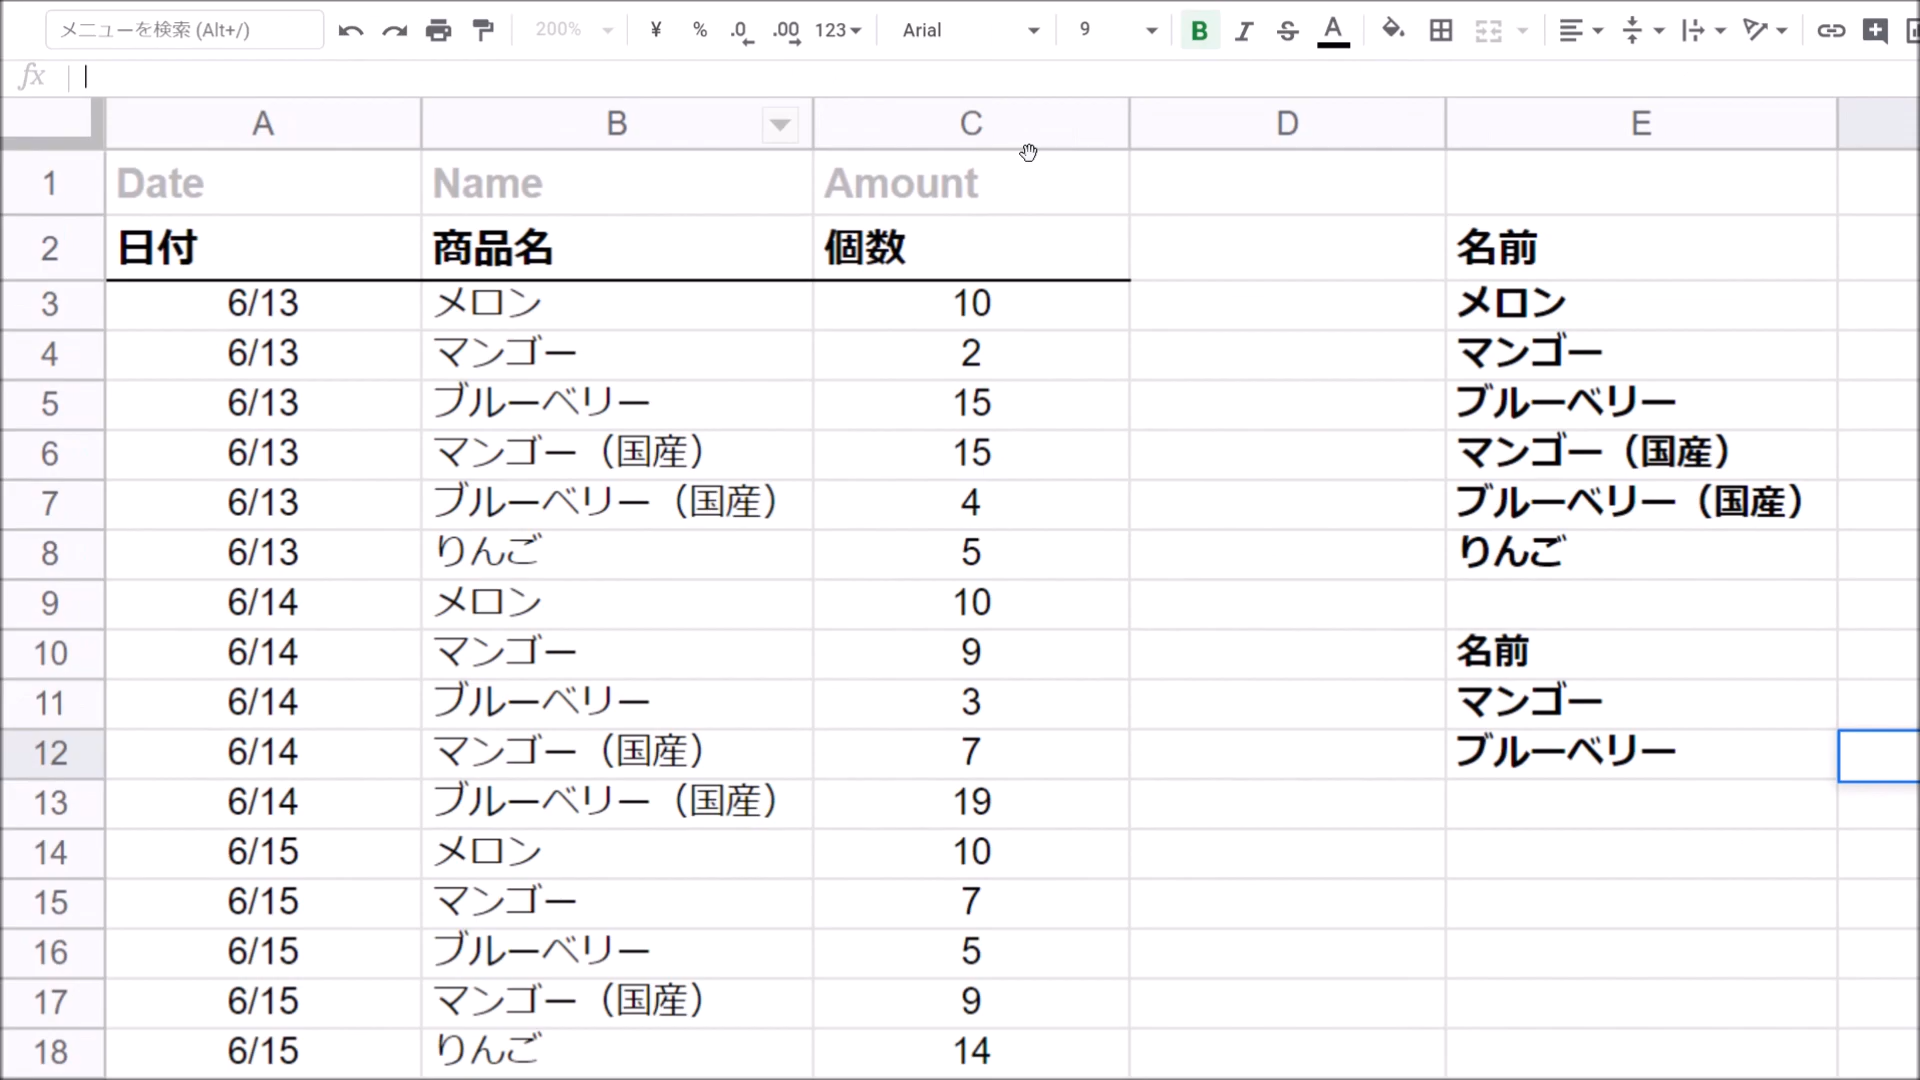 メニューを検索 (Alt+/) 200% ¥ % .0 .00 123 Arial 9 B I S A
fx
A B C D E
1 Date Name Amount
2 日付 商品名 個数 名前
3 6/13 メロン 10 メロン
4 6/13 マンゴー 2 マンゴー
5 6/13 ブルーベリー 15 ブルーベリー
6 6/13 マンゴー（国産） 15 マンゴー（国産）
7 6/13 ブルーベリー（国産） 4 ブルーベリー（国産）
8 6/13 りんご 5 りんご
9 6/14 メロン 10
10 6/14 マンゴー 9 名前
11 6/14 ブルーベリー 3 マンゴー
12 6/14 マンゴー（国産） 7 ブルーベリー
13 6/14 ブルーベリー（国産） 19
14 6/15 メロン 10
15 6/15 マンゴー 7
16 6/15 ブルーベリー 5
17 6/15 マンゴー（国産） 9
18 6/15 りんご 14